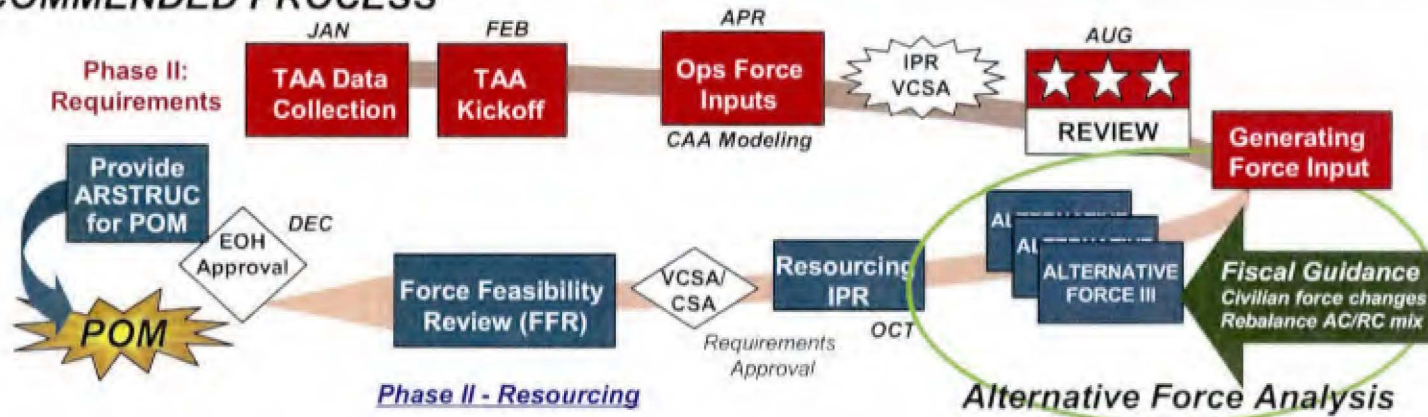 COMMENDED PROCESS
Phase II:
Requirements
JAN
TAA Data
Collection
FEB
TAA
Kickoff
APR
Ops Force
Inputs
CAA Modeling
IPR
VCSA
AUG
REVIEW
Generating
Force Input
Fiscal Guidance
Civilian force changes
Rebalance AC/RC mix
ALTERNATIVE
FORCE III
Alternative Force Analysis
Resourcing
IPR
OCT
VCSA/
CSA
Requirements
Approval
Force Feasibility
Review (FFR)
Phase II - Resourcing
DEC
EOH
Approval
Provide
ARSTRUC
for POM
POM